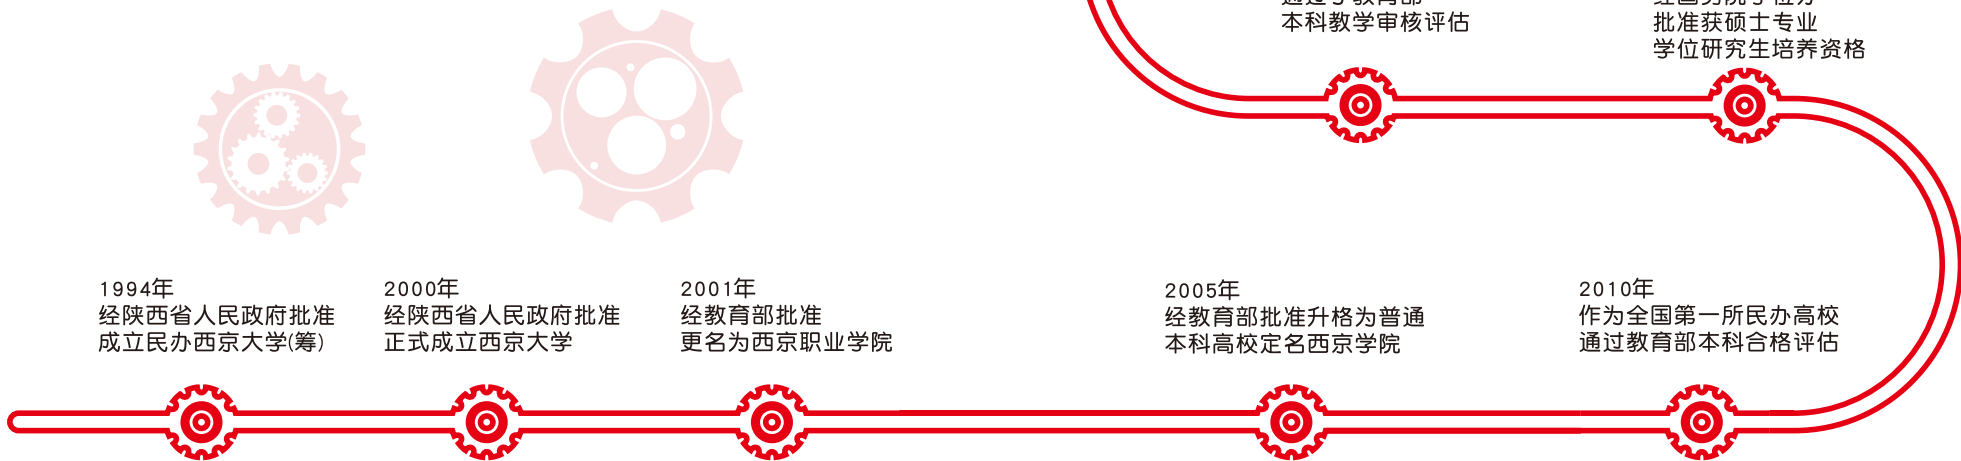 本科教学审核评估
批准获硕士专业
学位研究生培养资格
1994年
经陕西省人民政府批准
成立民办西京大学(筹)
2000年
经陕西省人民政府批准
正式成立西京大学
2001年
经教育部批准
更名为西京职业学院
2005年
经教育部批准升格为普通
本科高校定名西京学院
2010年
作为全国第一所民办高校
通过教育部本科合格评估